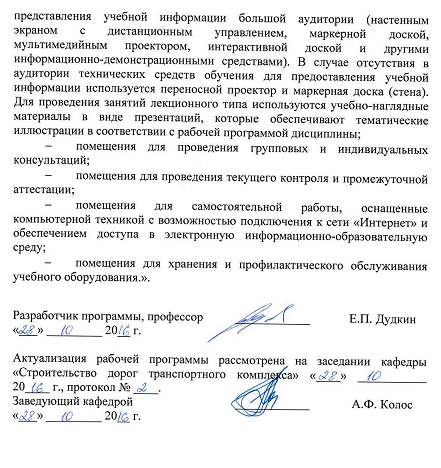 представления учебной информации большой аудитории (настенным
экраном с дистанционным управлением, маркерной доской,
мультимедийным проектором, интерактивной доской и другими
информационно-демонстрационными средствами). В случае отсутствия в
аудитории технических средств обучения для предоставления учебной
информации используется переносной проектор и маркерная доска (стена).
Для проведения занятий лекционного типа используются учебно-наглядные
материалы в виде презентаций, которые обеспечивают тематические
иллюстрации в соответствии с рабочей программой дисциплины;
– помещения для проведения групповых и индивидуальных
консультаций;
– помещения для проведения текущего контроля и промежуточной
аттестации;
– помещения для самостоятельной работы, оснащенные
компьютерной техникой с возможностью подключения к сети «Интернет» и
обеспечением доступа в электронную информационно-образовательную
среду;
– помещения для хранения и профилактического обслуживания
учебного оборудования.».
Разработчик программы, профессор Е.П. Дудкин
«28» 10 2016 г.
Актуализация рабочей программы рассмотрена на заседании кафедры
«Строительство дорог транспортного комплекса» «28» 10
2016 г., протокол № 2.
Заведующий кафедрой А.Ф. Колос
«28» 10 2016 г.